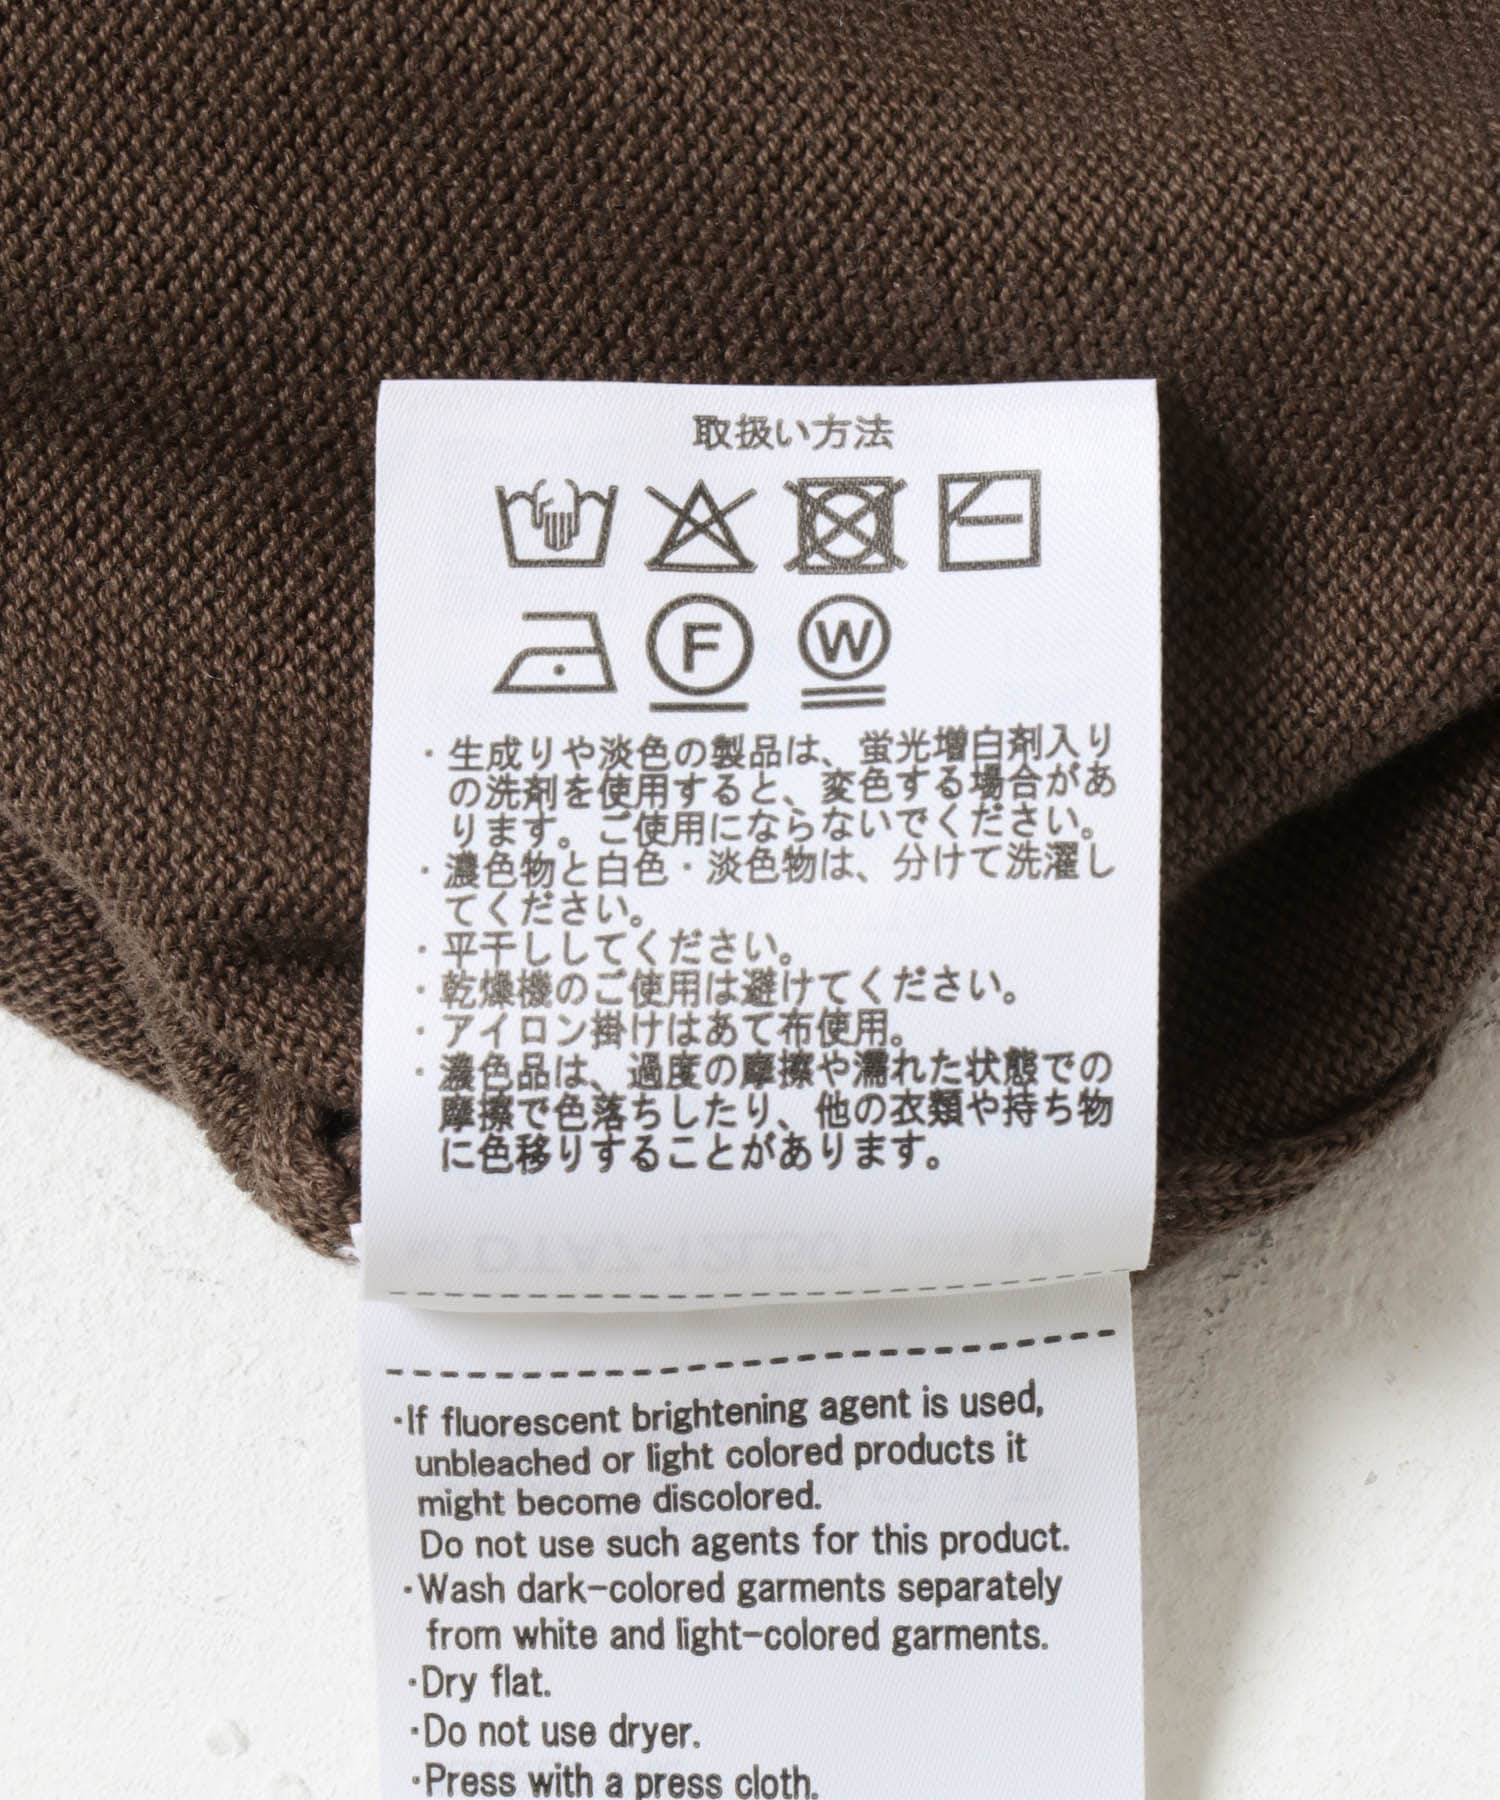 取扱い方法
F W
・生成りや淡色の製品は、蛍光増白剤入り
の洗剤を使用すると、変色する場合があ
ります。ご使用にならないでください。
・濃色物と白色・淡色物は、分けて洗濯し
てください。
・平干ししてください。
・乾燥機のご使用は避けてください。
・アイロン掛けはあて布使用。
・濃色品は、過度の摩擦や濡れた状態での
摩擦で色落ちしたり、他の衣類や持ち物
に色移りすることがあります。
・If fluorescent brightening agent is used,
unbleached or light colored products it
might become discolored.
Do not use such agents for this product.
・Wash dark-colored garments separately
from white and light-colored garments.
・Dry flat.
・Do not use dryer.
・Press with a press cloth.